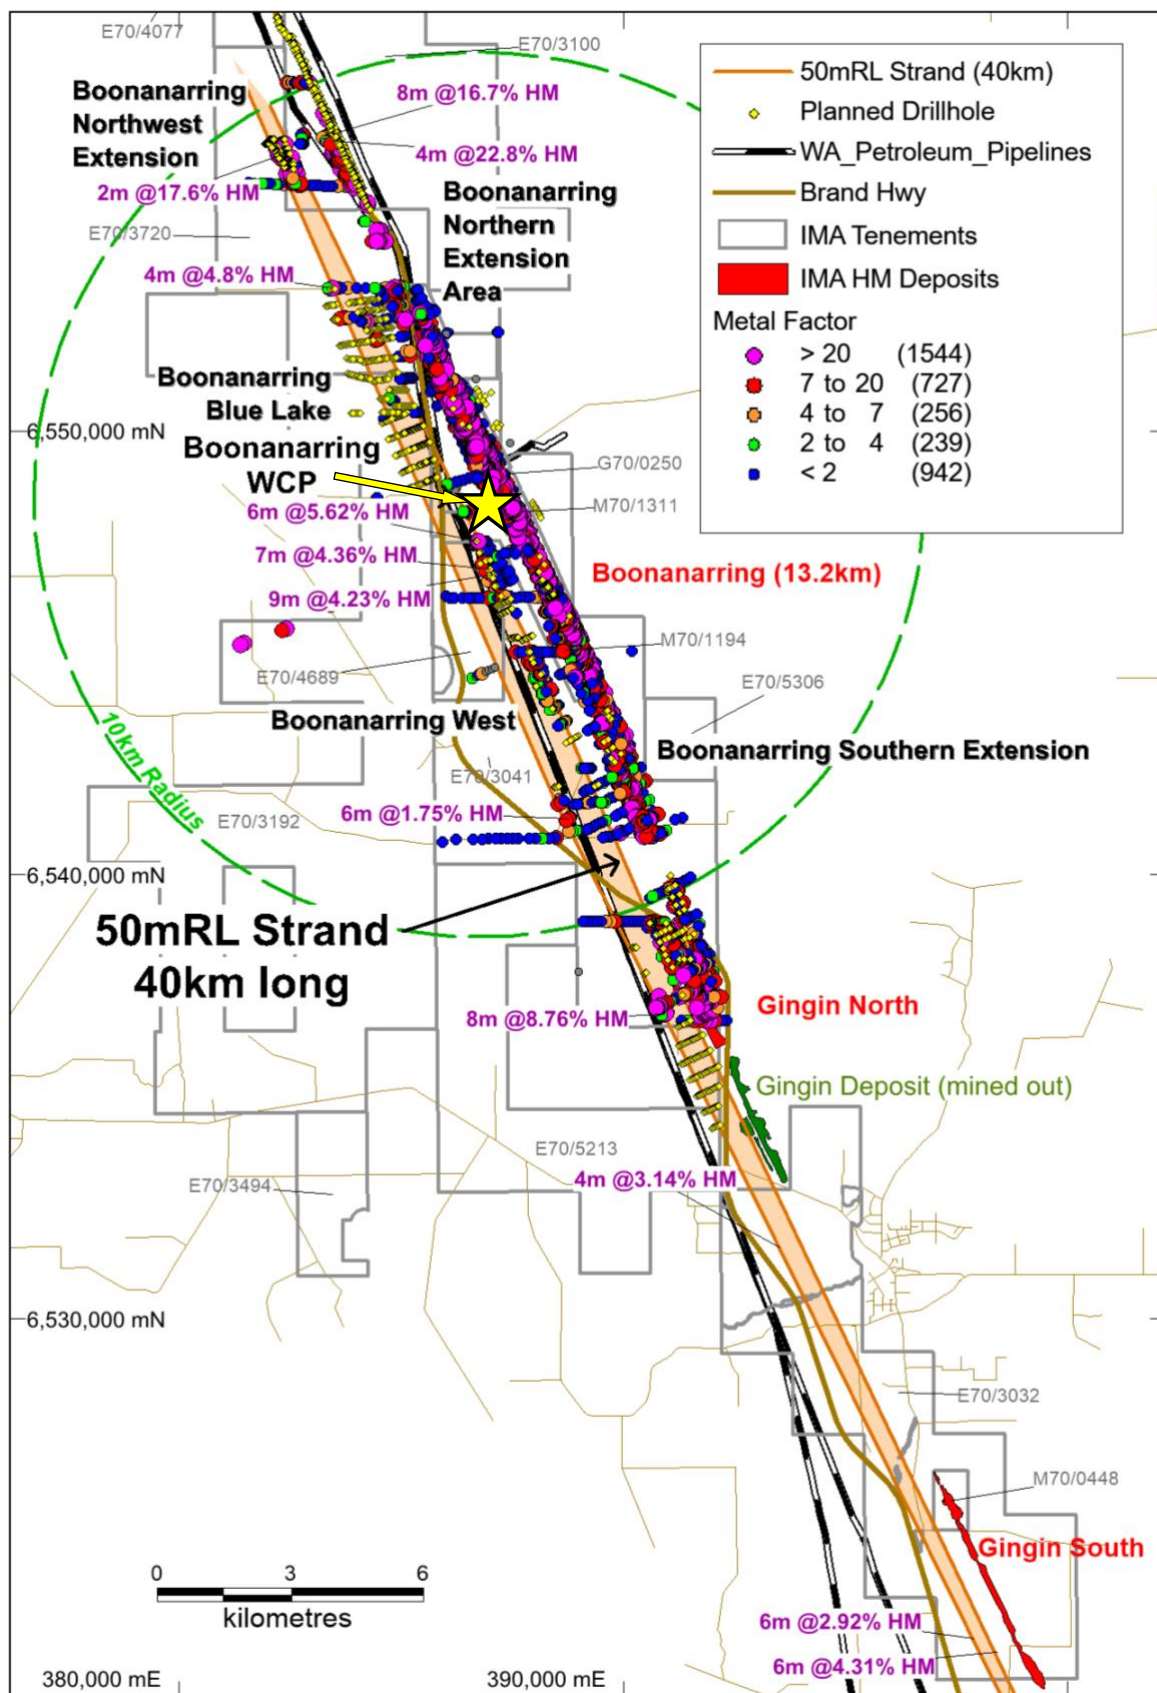 E70/4077
E70/3100
50mRL Strand (40km)
Planned Drillhole
WA_Petroleum_Pipelines
Brand Hwy
IMA Tenements
IMA HM Deposits
Metal Factor
> 20 (1544)
7 to 20 (727)
4 to 7 (256)
2 to 4 (239)
< 2 (942)
Boonanarring
Northwest
Extension
8m @16.7% HM
4m @22.8% HM
2m @17.6% HM
Boonanarring
Northern
Extension
Area
E70/3720
4m @4.8% HM
Boonanarring
Blue Lake
6,550,000 mN
Boonanarring
WCP
G70/0250
M70/1311
6m @5.62% HM
7m @4.36% HM
9m @4.23% HM
Boonanarring (13.2km)
M70/1194
E70/4689
E70/5306
Boonanarring West
Boonanarring Southern Extension
10km Radius
E70/3041
6m @1.75% HM
E70/3192
6,540,000 mN
50mRL Strand
40km long
8m @8.76% HM
Gingin North
Gingin Deposit (mined out)
E70/5213
4m @3.14% HM
E70/3494
6,530,000 mN
E70/3032
M70/0448
Gingin South
0 3 6
kilometres
6m @2.92% HM
6m @4.31% HM
380,000 mE
390,000 mE